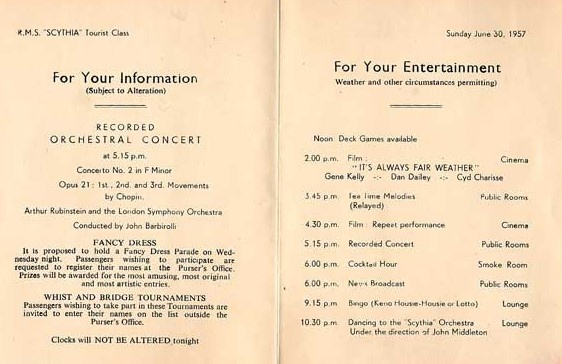 R.M.S. "SCYTHIA" Tourist Class
For Your Information
(Subject to Alteration)
RECORDED
ORCHESTRAL CONCERT
at 5.15 p.m.
Concerto No. 2 in F Minor
Opus 21 : 1st., 2nd. and 3rd. Movements
by Chopin.
Arthur Rubinstein and the London Symphony Orchestra
Conducted by John Barbirolli
FANCY DRESS
It is proposed to hold a Fancy Dress Parade on Wed-
nesday night. Passengers wishing to participate are
requested to register their names at the Purser's Office.
Prizes will be awarded for the most amusing, most original
and most artistic entries.
WHIST AND BRIDGE TOURNAMENTS
Passengers wishing to take part in these Tournaments are
invited to enter their names on the list outside the
Purser's Office.
Clocks will NOT BE ALTERED tonight
Sunday June 30, 1957
For Your Entertainment
Weather and other circumstances permitting)
Noon Deck Games available
2.00 p.m. Film : Cinema
"IT'S ALWAYS FAIR WEATHER"
Gene Kelly -:- Dan Dailey -:- Cyd Charisse
3.45 p.m. Tea Time Melodies Public Rooms
(Relayed)
4.30 p.m. Film : Repeat performance Cinema
5.15 p.m. Recorded Concert Public Rooms
6.00 p.m. Cocktail Hour Smoke Room
6.00 p.m. News Broadcast Public Rooms
9.15 p.m. Bingo (Keno Housie-Housie or Lotto) Lounge
10.30 p.m. Dancing to the "Scythia" Orchestra Lounge
Under the direction of John Middleton